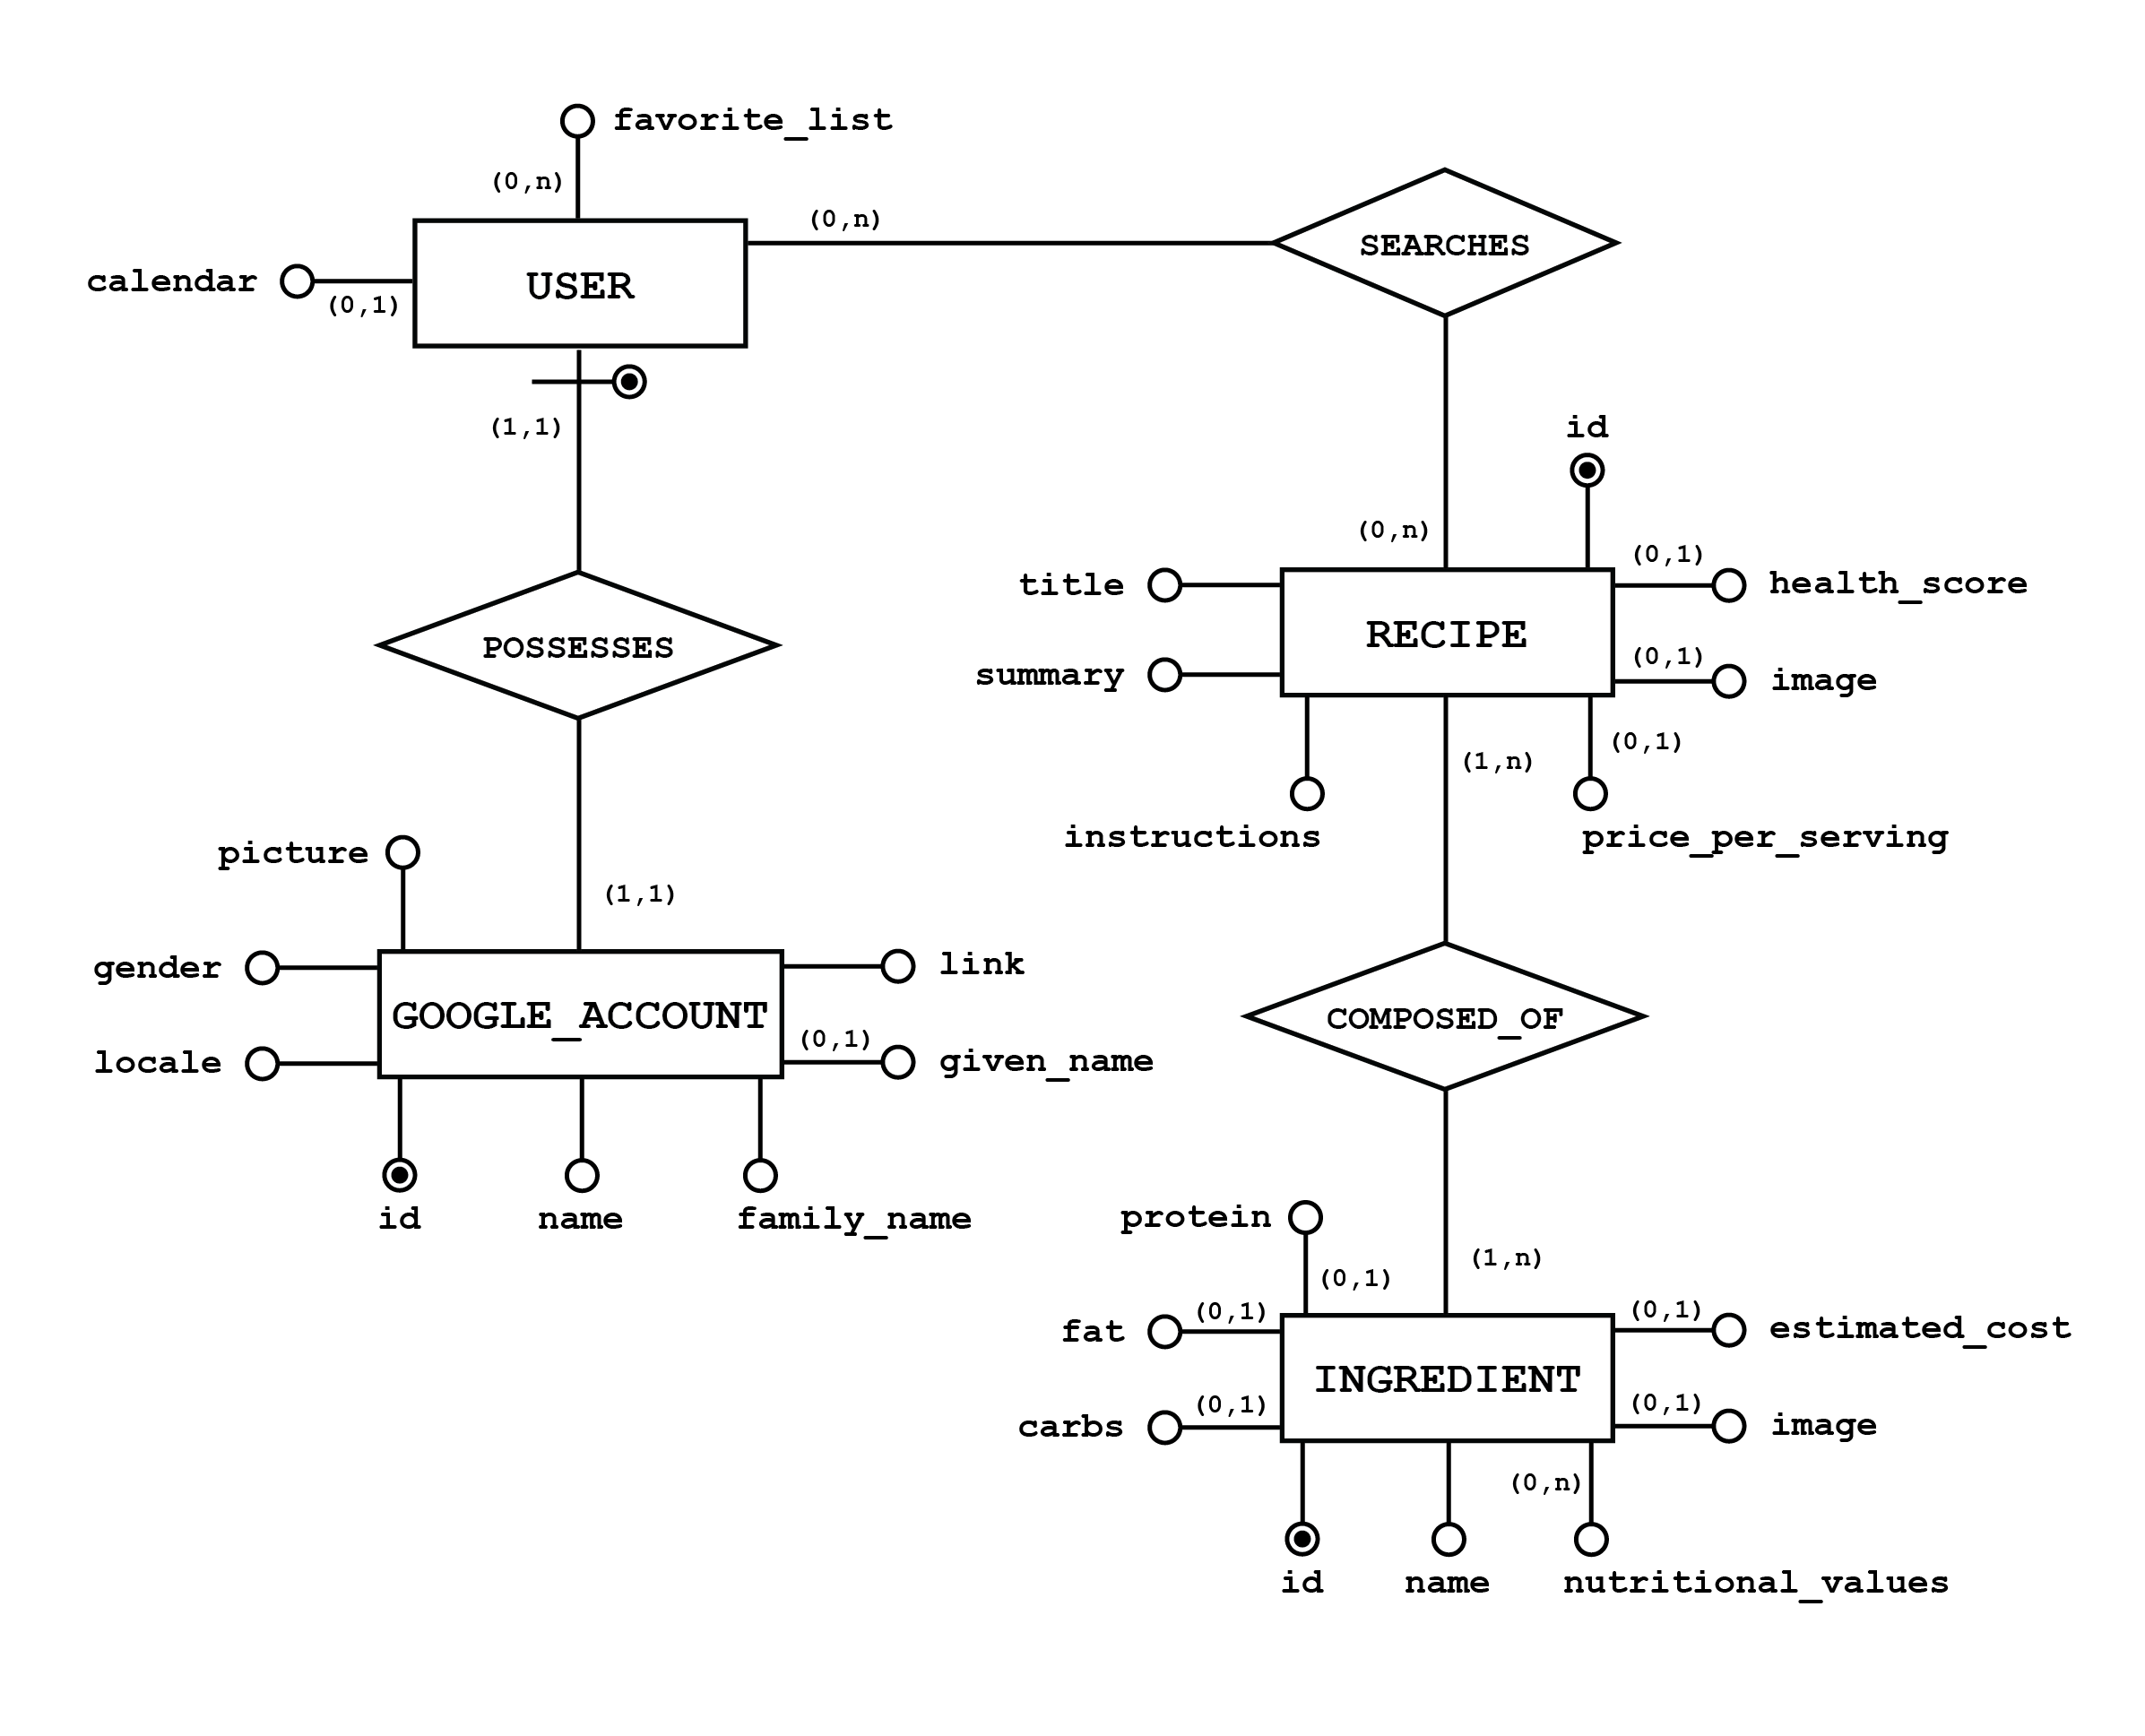 favorite_list
(0,n)
(0,n)
SEARCHES
calendar
(0,1)
USER
(1,1)
id
(0,n)
title
(0,1)
health_score
RECIPE
summary
(0,1)
image
POSSESSES
(1,n)
(0,1)
instructions
price_per_serving
picture
(1,1)
gender
link
GOOGLE_ACCOUNT
COMPOSED_OF
locale
(0,1)
given_name
id
name
family_name
protein
(0,1)
(1,n)
fat
(0,1)
(0,1)
estimated_cost
INGREDIENT
carbs
(0,1)
(0,1)
image
(0,n)
id
name
nutritional_values